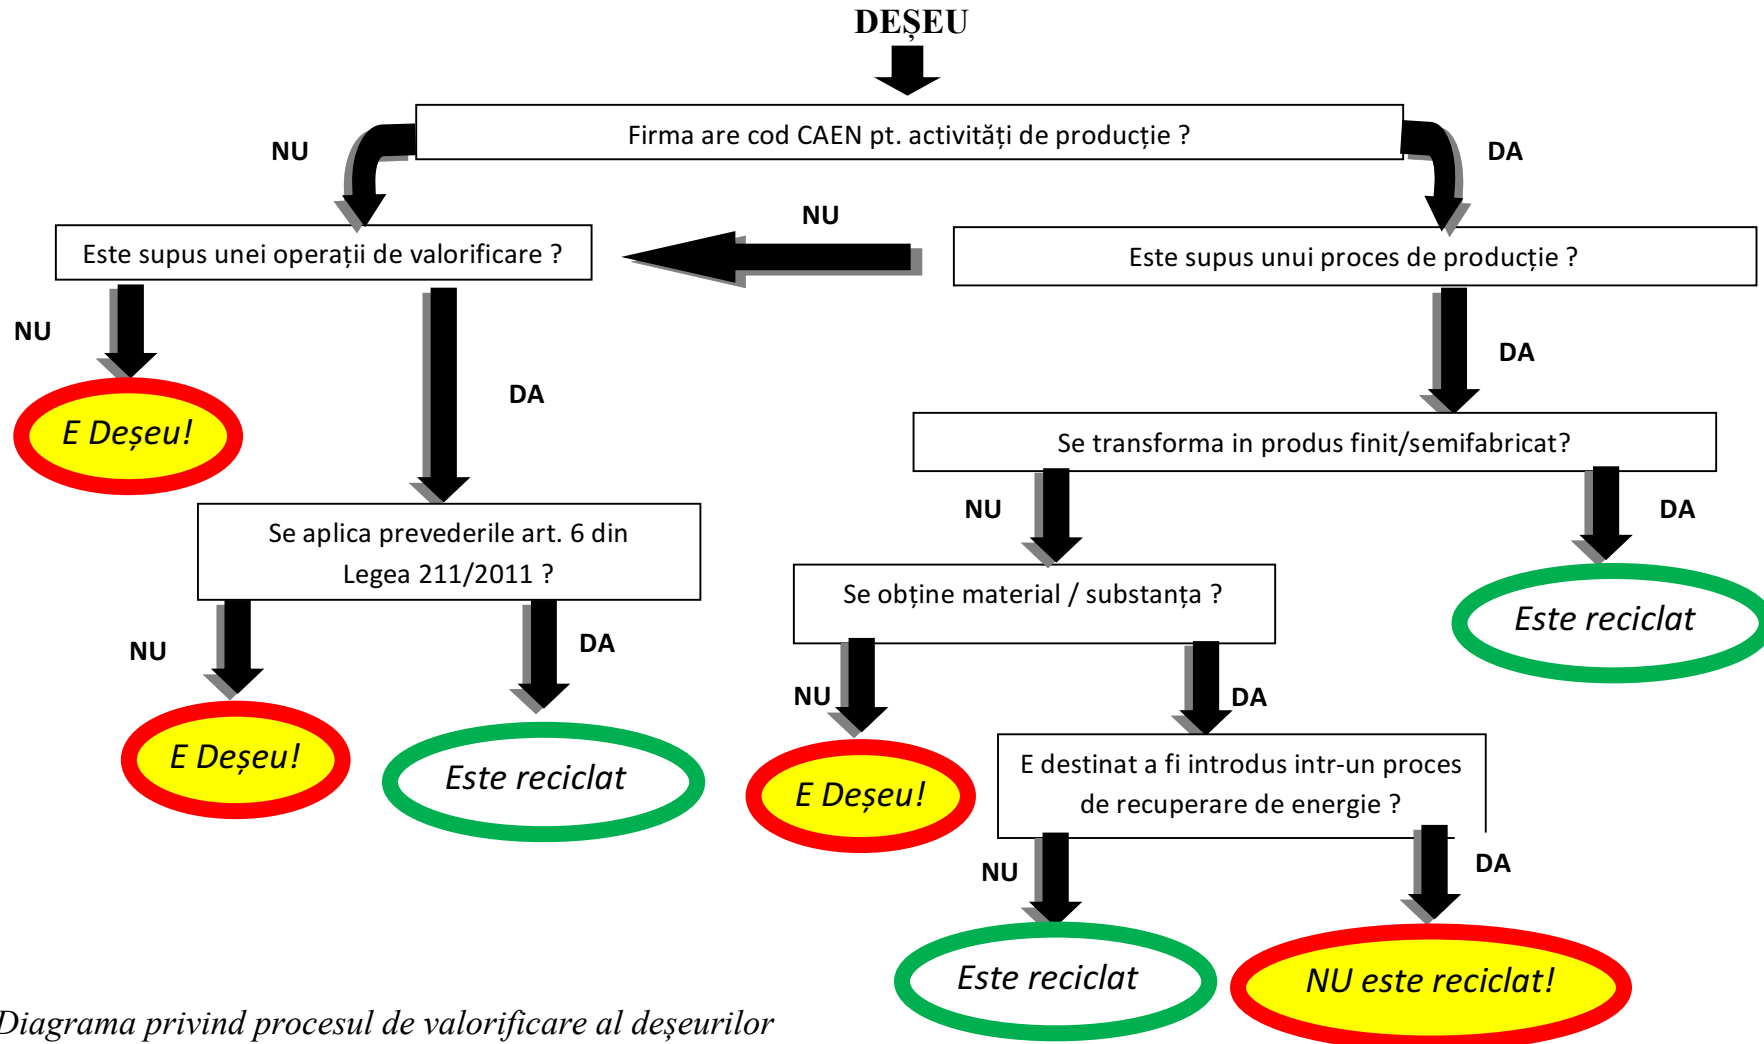 DEȘEU
Firma are cod CAEN pt. activități de producție ?
NU
DA
NU
Este supus unei operații de valorificare ?
Este supus unui proces de producție ?
NU
DA
DA
E Deșeu!
Se transforma in produs finit/semifabricat?
NU
DA
Se aplica prevederile art. 6 din
Legea 211/2011 ?
Se obține material / substanța ?
Este reciclat
NU
DA
NU
DA
E Deșeu!
Este reciclat
E Deșeu!
E destinat a fi introdus intr-un proces
de recuperare de energie ?
NU
DA
Este reciclat
NU este reciclat!
Diagrama privind procesul de valorificare al deșeurilor